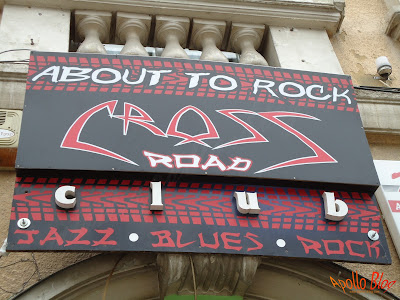 ABOUT TO ROCK
CROSS
ROAD
club
JAZZ • BLUES • ROCK
Apollo Blog